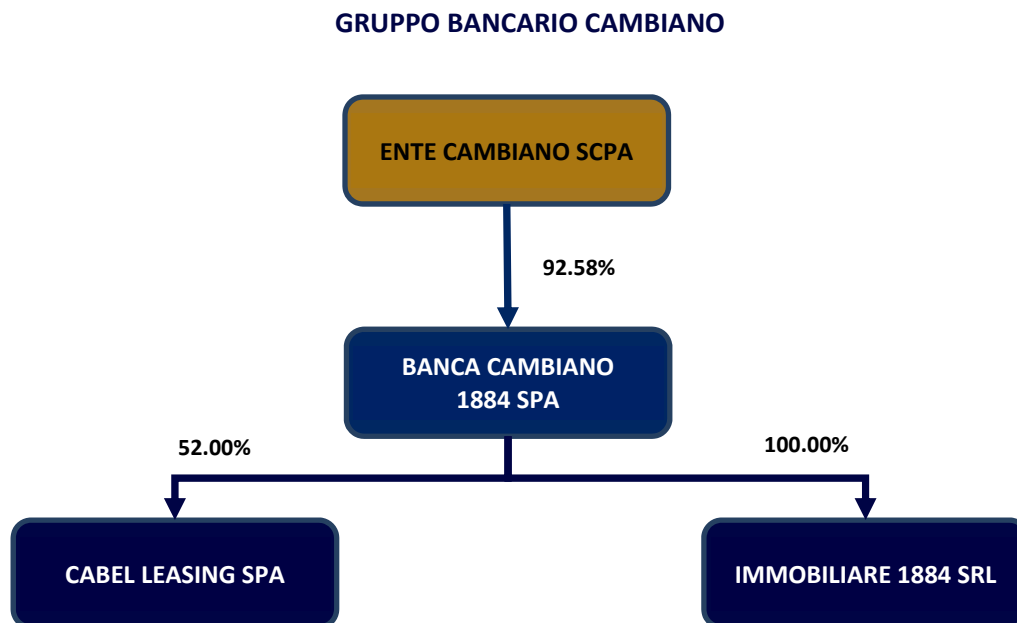 GRUPPO BANCARIO CAMBIANO
ENTE CAMBIANO SCPA
92.58%
BANCA CAMBIANO
1884 SPA
52.00%
100.00%
CABEL LEASING SPA
IMMOBILIARE 1884 SRL